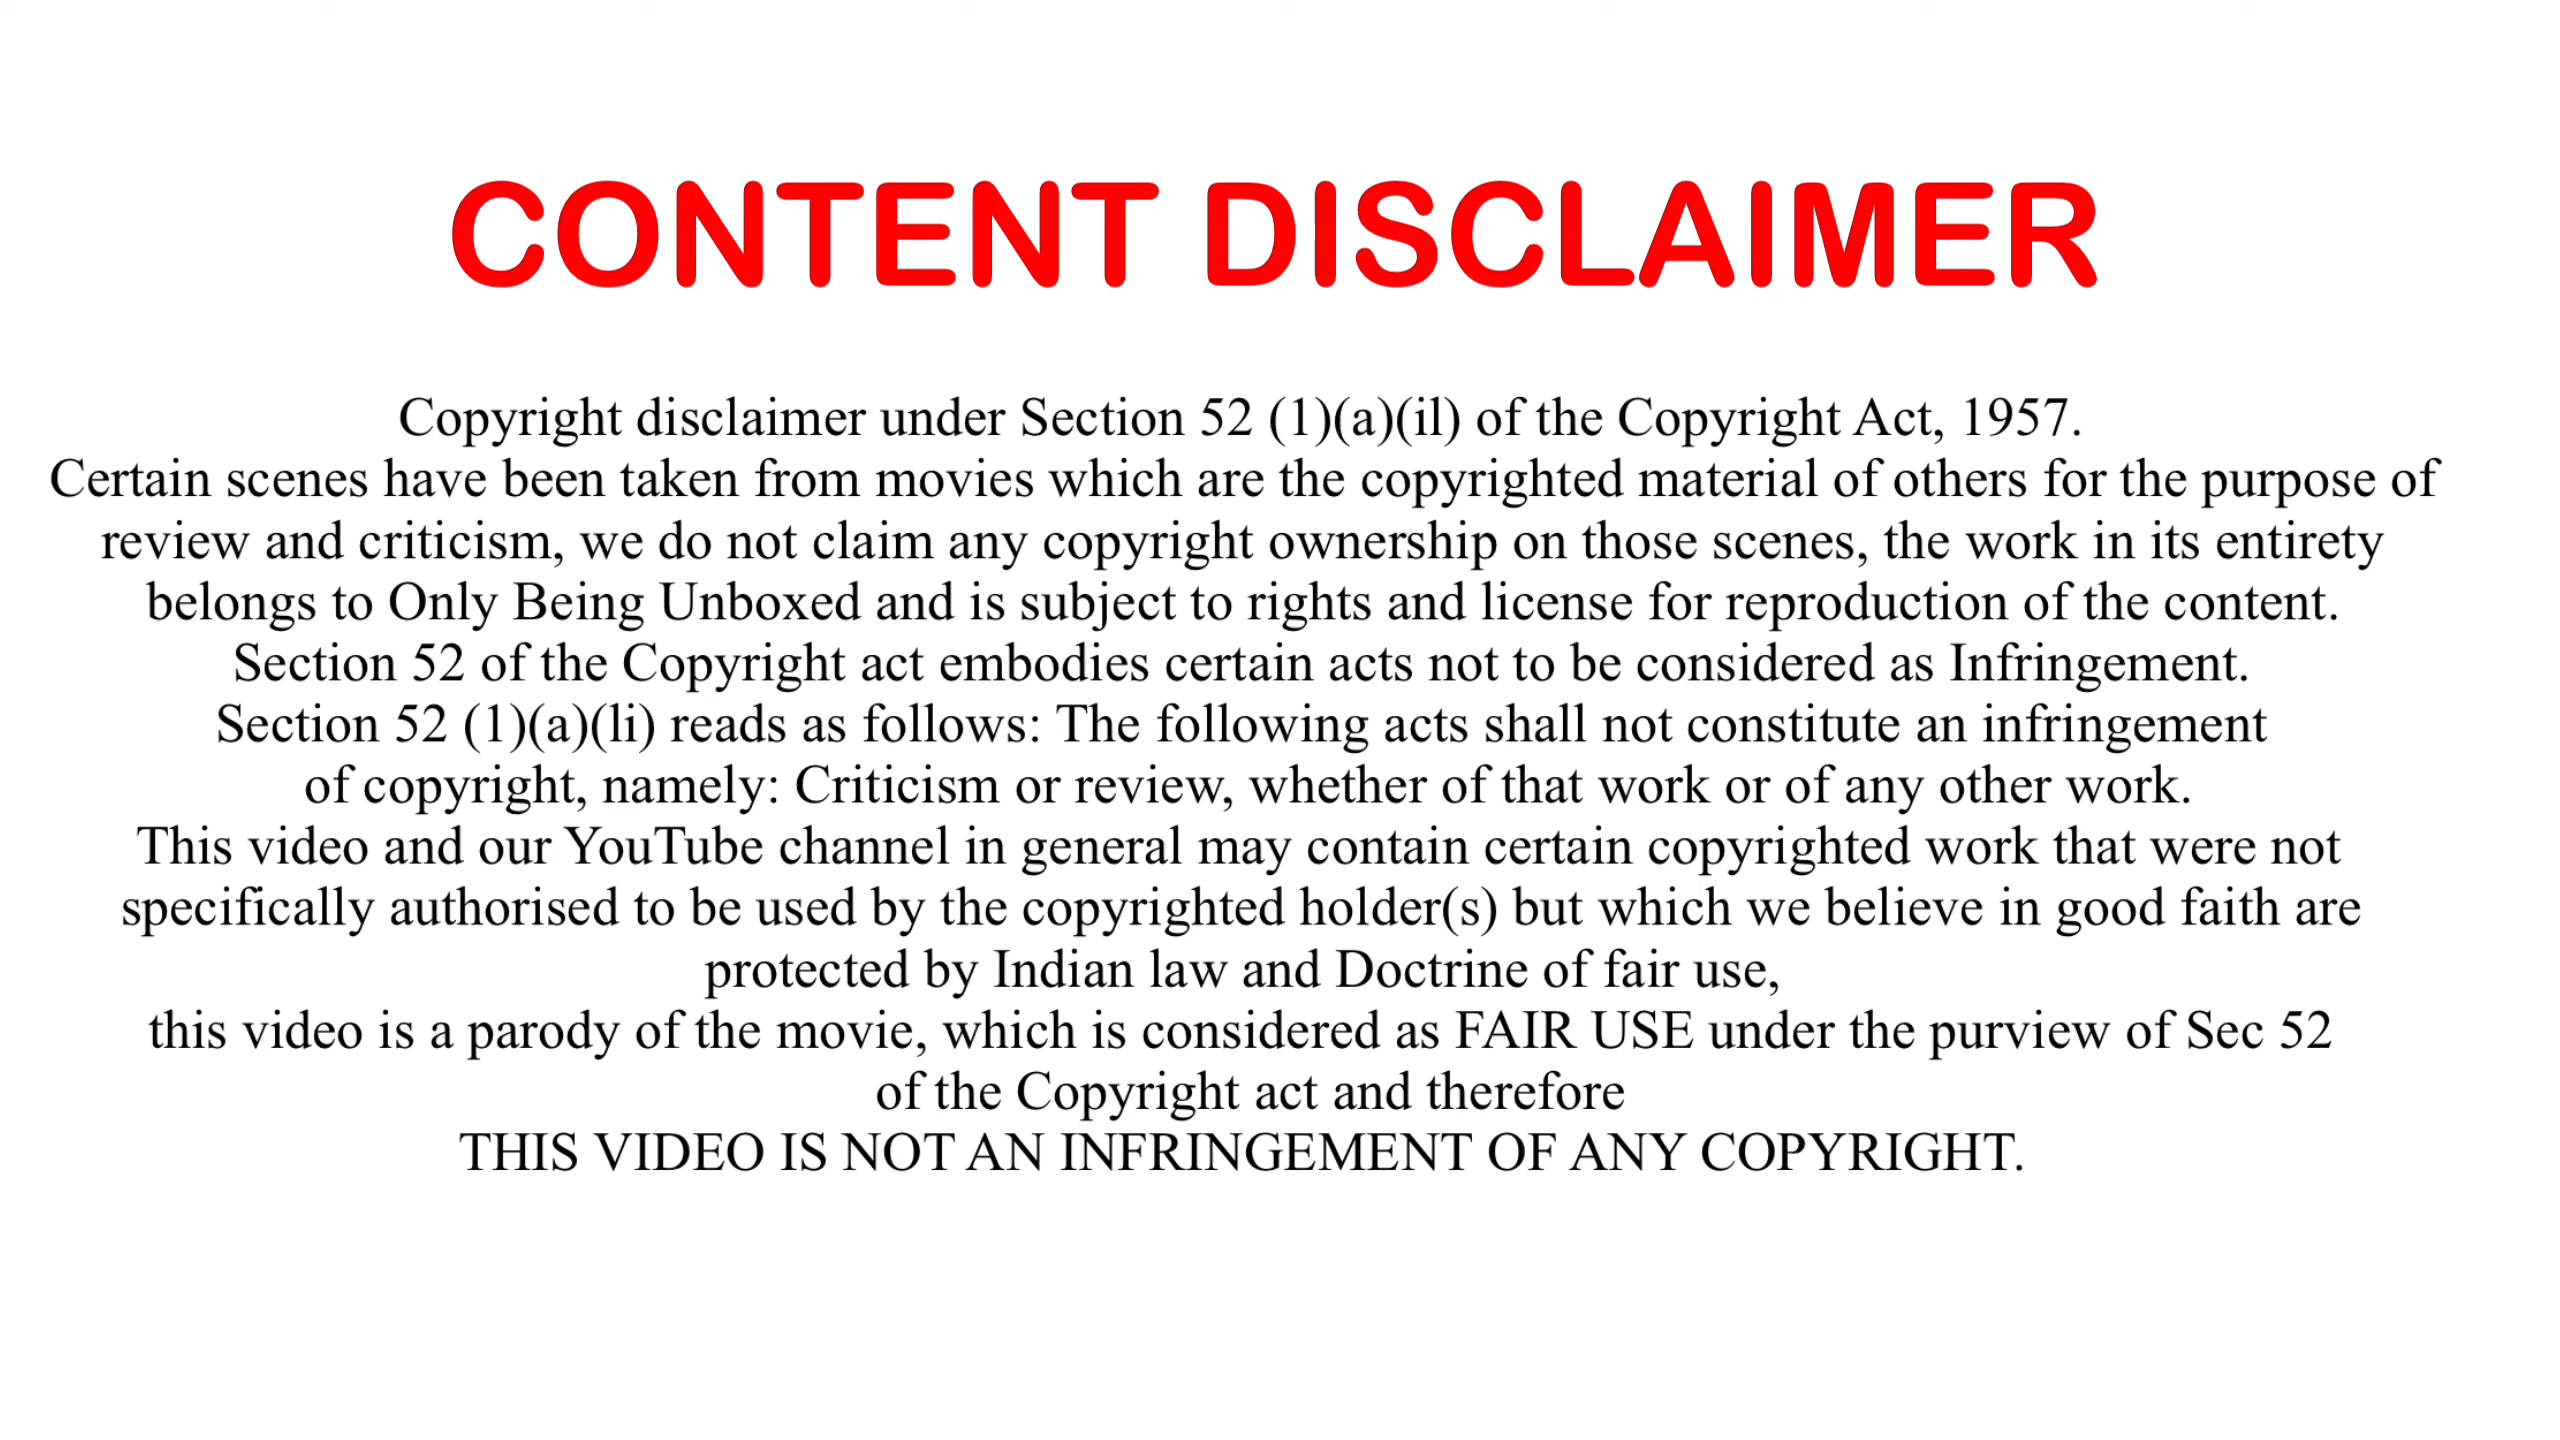 CONTENT DISCLAIMER
Copyright disclaimer under Section 52 (1)(a)(il) of the Copyright Act, 1957.
Certain scenes have been taken from movies which are the copyrighted material of others for the purpose of
review and criticism, we do not claim any copyright ownership on those scenes, the work in its entirety
belongs to Only Being Unboxed and is subject to rights and license for reproduction of the content.
Section 52 of the Copyright act embodies certain acts not to be considered as Infringement.
Section 52 (1)(a)(li) reads as follows: The following acts shall not constitute an infringement
of copyright, namely: Criticism or review, whether of that work or of any other work.
This video and our YouTube channel in general may contain certain copyrighted work that were not
specifically authorised to be used by the copyrighted holder(s) but which we believe in good faith are
protected by Indian law and Doctrine of fair use,
this video is a parody of the movie, which is considered as FAIR USE under the purview of Sec 52
of the Copyright act and therefore
THIS VIDEO IS NOT AN INFRINGEMENT OF ANY COPYRIGHT.